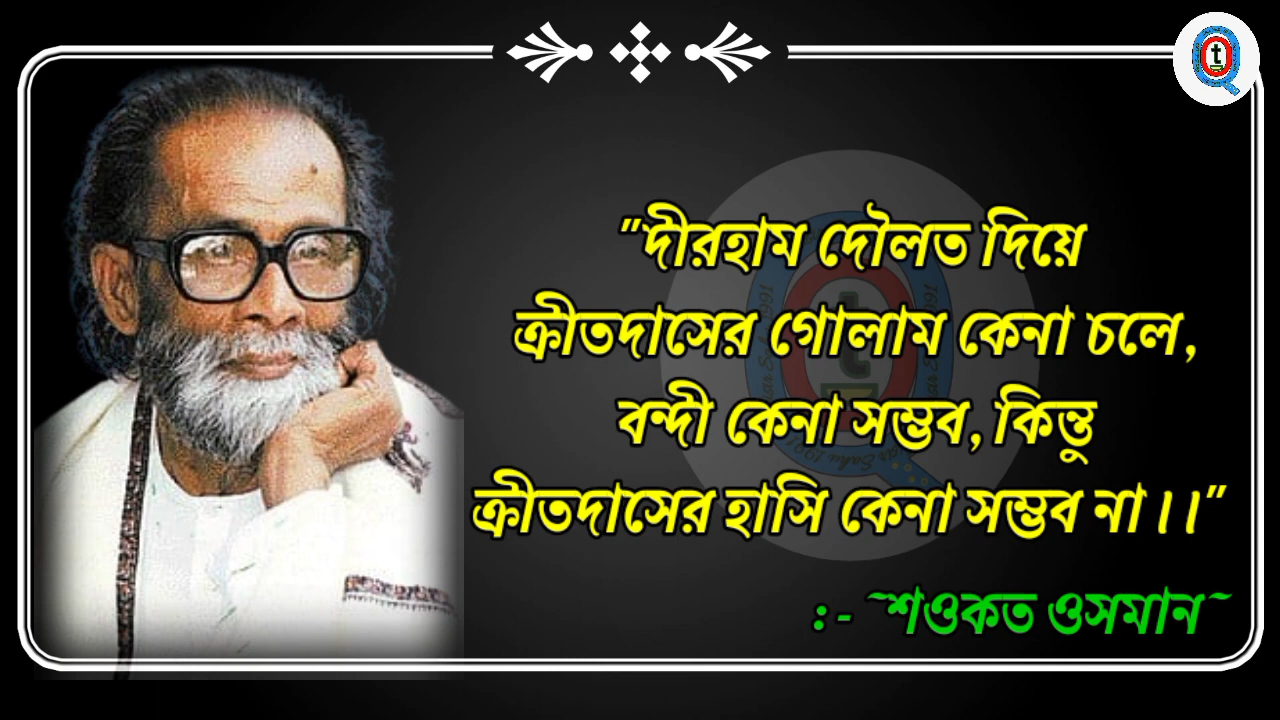 "দীরহাম দৌলত দিয়ে
ক্রীতদাসের গোলাম কেনা চলে,
বন্দী কেনা সম্ভব, কিন্তু
ক্রীতদাসের হাসি কেনা সম্ভব না।।"
:- ~শওকত ওসমান~